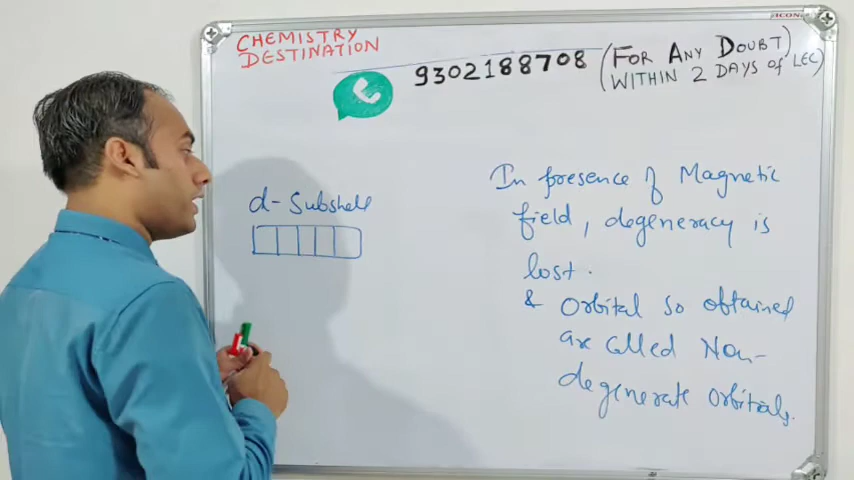 CHEMISTRY
DESTINATION
9302188708 (FOR ANY DOUBT)
WITHIN 2 DAYS of LEC)
ICON
d- Subshell
In presence of Magnetic
field, degeneracy is
lost.
& Orbital so obtained
are called Non-
degenerate orbitals.